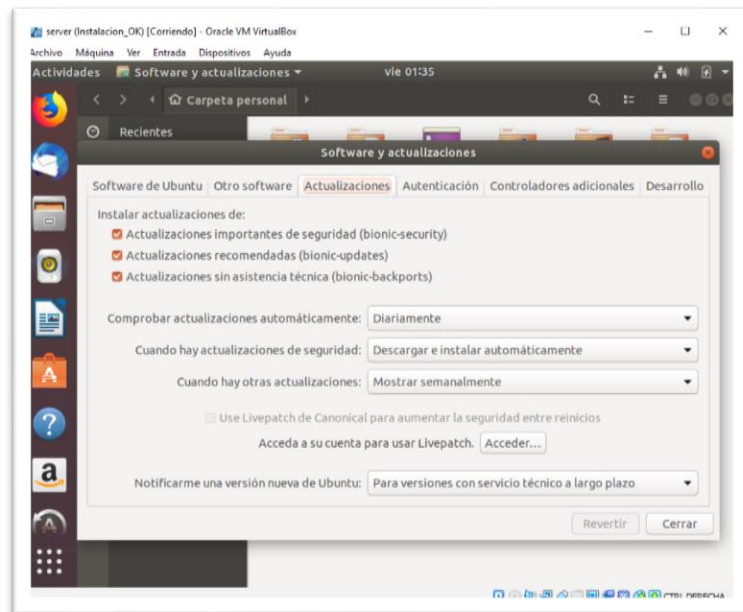 server (Instalacion_OK) [Corriendo] - Oracle VM VirtualBox
Archivo Máquina Ver Entrada Dispositivos Ayuda
Actividades Software y actualizaciones vie 01:35
Carpeta personal
Recientes
Software y actualizaciones
Software de Ubuntu Otro software Actualizaciones Autenticación Controladores adicionales Desarrollo
Instalar actualizaciones de:
Actualizaciones importantes de seguridad (bionic-security)
Actualizaciones recomendadas (bionic-updates)
Actualizaciones sin asistencia técnica (bionic-backports)
Comprobar actualizaciones automáticamente: Diariamente
Cuando hay actualizaciones de seguridad: Descargar e instalar automáticamente
Cuando hay otras actualizaciones: Mostrar semanalmente
Use Livepatch de Canonical para aumentar la seguridad entre reinicios
Acceda a su cuenta para usar Livepatch. Acceder...
Notificarme una versión nueva de Ubuntu: Para versiones con servicio técnico a largo plazo
Revertir Cerrar
CTRL DERECHA